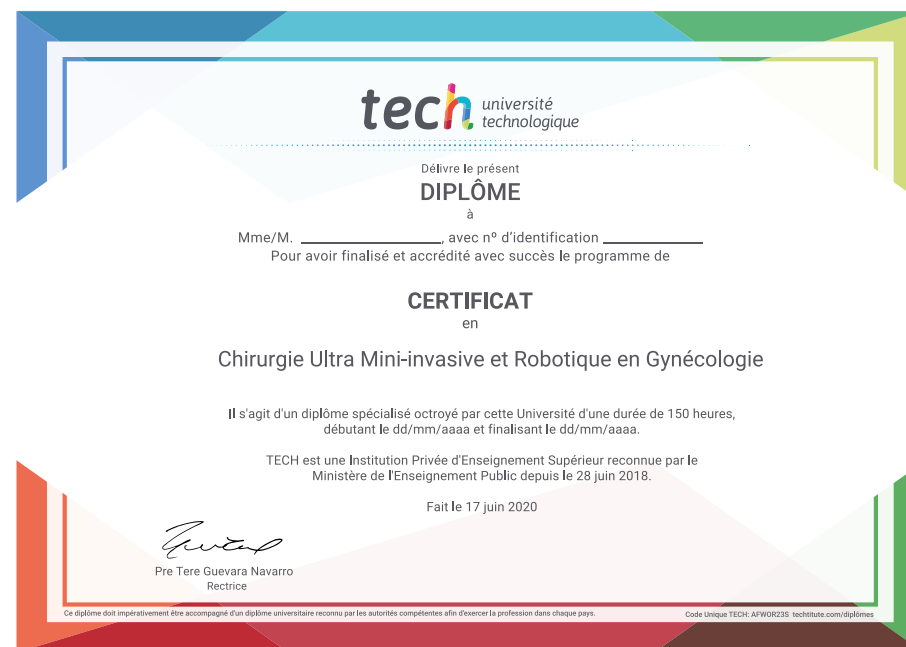 tech université
technologique
Délivre le présent
DIPLÔME
à
Mme/M. ____________________, avec nº d'identification ______________
Pour avoir finalisé et accrédité avec succès le programme de
CERTIFICAT
en
Chirurgie Ultra Mini-invasive et Robotique en Gynécologie
Il s'agit d'un diplôme spécialisé octroyé par cette Université d'une durée de 150 heures,
débutant le dd/mm/aaaa et finalisant le dd/mm/aaaa.
TECH est une Institution Privée d'Enseignement Supérieur reconnue par le
Ministère de l'Enseignement Public depuis le 28 juin 2018.
Fait le 17 juin 2020
Pre Tere Guevara Navarro
Rectrice
Ce diplôme doit impérativement être accompagné d'un diplôme universitaire reconnu par les autorités compétentes afin d'exercer la profession dans chaque pays.
Code Unique TECH: AFWOR23S techtitute.com/diplômes